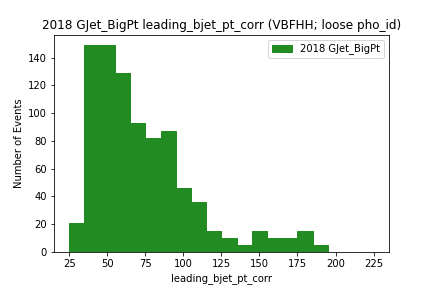 2018 GJet_BigPt leading_bjet_pt_corr (VBFHH; loose pho_id)
2018 GJet_BigPt
Number of Events
140
120
100
80
60
40
20
0
25 50 75 100 125 150 175 200 225
leading_bjet_pt_corr